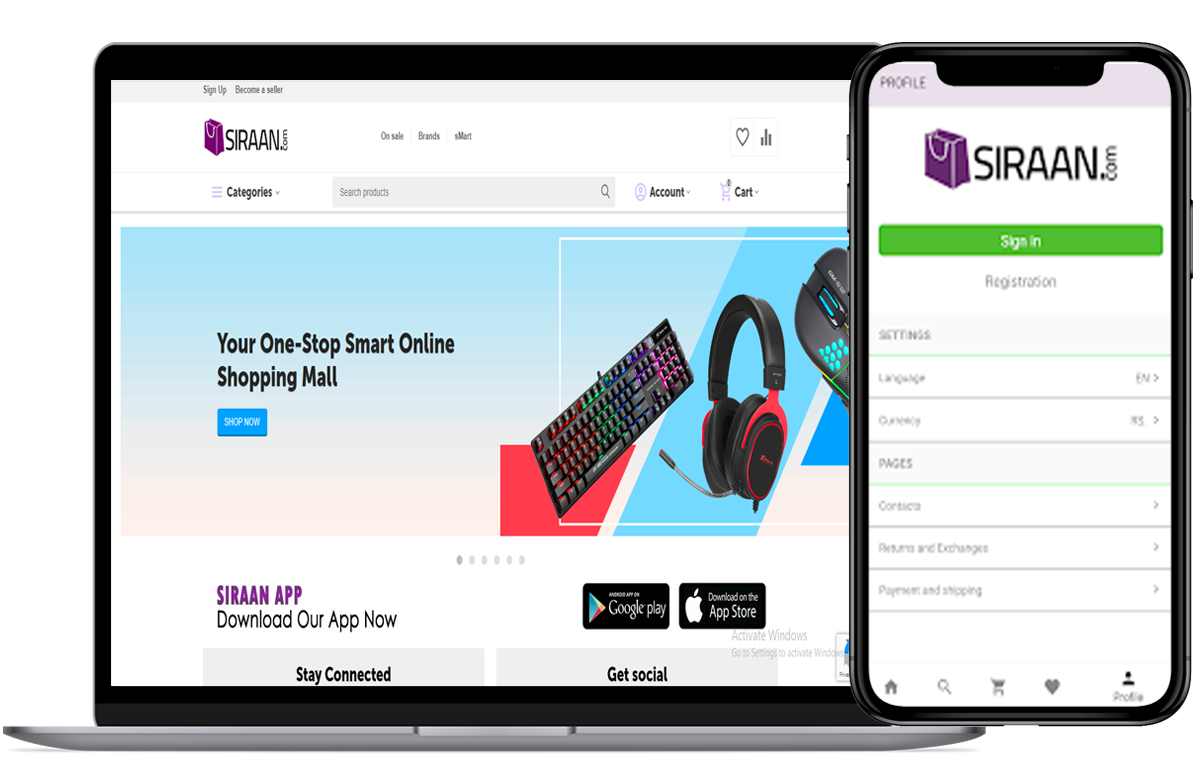 Sign Up Become a seller
SIRAAN.com
On sale Brands sMart
Categories
Search products
Account
0
Cart
Your One-Stop Smart Online
Shopping Mall
SHOP NOW
SIRAAN APP
Download Our App Now
ANDROID APP ON
Google play
Download on the
App Store
Activate Windows
Go to Settings to activate Windows
Stay Connected
Get social
PROFILE
SIRAAN.com
Sign In
Registration
SETTINGS
Language EN >
Currency RS. >
PAGES
Contacts >
Returns and Exchanges >
Payment and shipping >
Profile